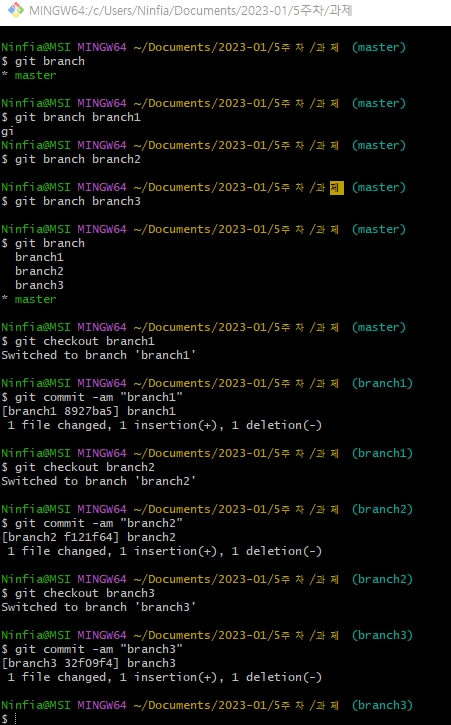 MINGW64:/c/Users/Ninfia/Documents/2023-01/5주차/과제
Ninfia@MSI MINGW64 ~/Documents/2023-01/5주차/과제 (master)
$ git branch
* master
Ninfia@MSI MINGW64 ~/Documents/2023-01/5주차/과제 (master)
$ git branch branch1
gi
Ninfia@MSI MINGW64 ~/Documents/2023-01/5주차/과제 (master)
$ git branch branch2
Ninfia@MSI MINGW64 ~/Documents/2023-01/5주차/과제 (master)
$ git branch branch3
Ninfia@MSI MINGW64 ~/Documents/2023-01/5주차/과제 (master)
$ git branch
branch1
branch2
branch3
* master
Ninfia@MSI MINGW64 ~/Documents/2023-01/5주차/과제 (master)
$ git checkout branch1
Switched to branch 'branch1'
Ninfia@MSI MINGW64 ~/Documents/2023-01/5주차/과제 (branch1)
$ git commit -am "branch1"
[branch1 8927ba5] branch1
1 file changed, 1 insertion(+), 1 deletion(-)
Ninfia@MSI MINGW64 ~/Documents/2023-01/5주차/과제 (branch1)
$ git checkout branch2
Switched to branch 'branch2'
Ninfia@MSI MINGW64 ~/Documents/2023-01/5주차/과제 (branch2)
$ git commit -am "branch2"
[branch2 f121f64] branch2
1 file changed, 1 insertion(+), 1 deletion(-)
Ninfia@MSI MINGW64 ~/Documents/2023-01/5주차/과제 (branch2)
$ git checkout branch3
Switched to branch 'branch3'
Ninfia@MSI MINGW64 ~/Documents/2023-01/5주차/과제 (branch3)
$ git commit -am "branch3"
[branch3 32f09f4] branch3
1 file changed, 1 insertion(+), 1 deletion(-)
Ninfia@MSI MINGW64 ~/Documents/2023-01/5주차/과제 (branch3)
$